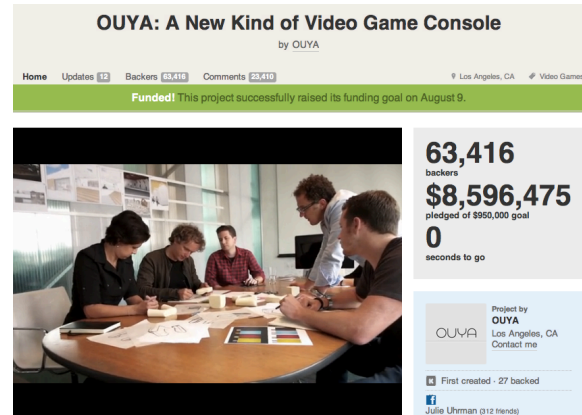 OUYA: A New Kind of Video Game Console
by OUYA
Home Updates 12 Backers 63,416 Comments 23,410 Los Angeles, CA Video Games
Funded! This project successfully raised its funding goal on August 9.
63,416
backers
$8,596,475
pledged of $950,000 goal
0
seconds to go
Project by
OUYA
Los Angeles, CA
Contact me
OUYA
K First created · 27 backed
f
Julie Uhrman (312 friends)